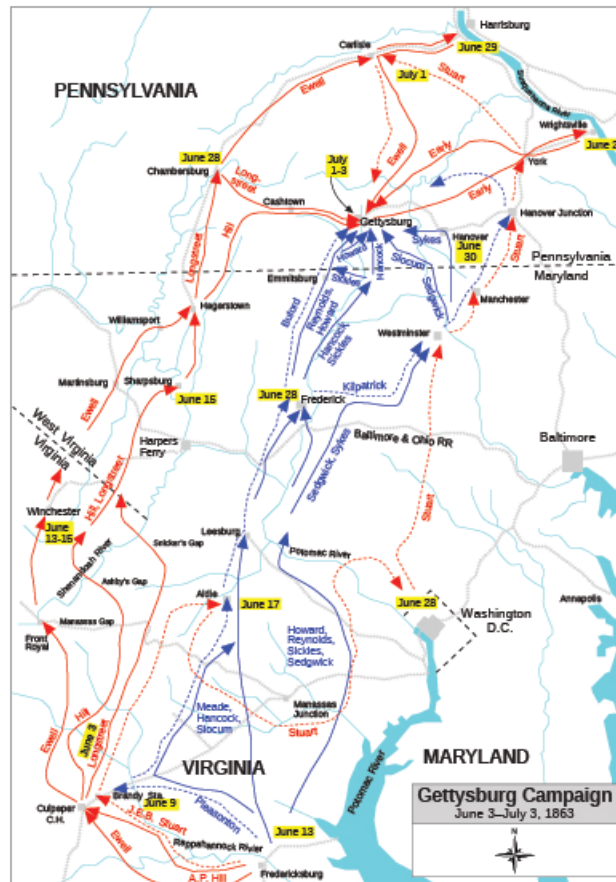 Harrisburg
Carlisle
June 29
PENNSYLVANIA
Ewell
July 1
Stuart
Susquehanna River
Wrightsville
June 2
June 28
Chambersburg
Long-
street
July
1-3
Ewell
Early
York
Cashtown
Early
Gettysburg
Hanover Junction
Hill
Longstreet
Howard
Hancock
Sykes
Hanover
June
30
Stuart
Slocum
Sickles
Emmitsburg
Pennsylvania
Maryland
Sedgwick
Manchester
Buford
Reynolds,
Howard
Hancock
Sickles
Hagerstown
Williamsport
Westminster
Martinsburg
Sharpsburg
June 15
Ewell
June 28
Frederick
Kilpatrick
West Virginia
Virginia
Harpers
Ferry
Baltimore & Ohio RR
Baltimore
Hill, Longstreet
Sedgwick, Sykes
Winchester
June
13-15
Snicker's Gap
Leesburg
Potomac River
Stuart
Shenandoah River
Ashby's Gap
Aldie
June 17
June 28
Annapolis
Washington
D.C.
Manassas Gap
Front
Royal
Howard,
Reynolds,
Sickles,
Sedgwick
Meade,
Hancock,
Slocum
Manassas
Junction
Stuart
Ewell
Hill
Longstreet
June 3
VIRGINIA
MARYLAND
Potomac River
Brandy Sta.
June 9
Pleasonton
Culpeper
C.H.
J.E.B. Stuart
June 13
Rappahannock River
Ewell
Fredericksburg
A.P. Hill
Gettysburg Campaign
June 3–July 3, 1863
N